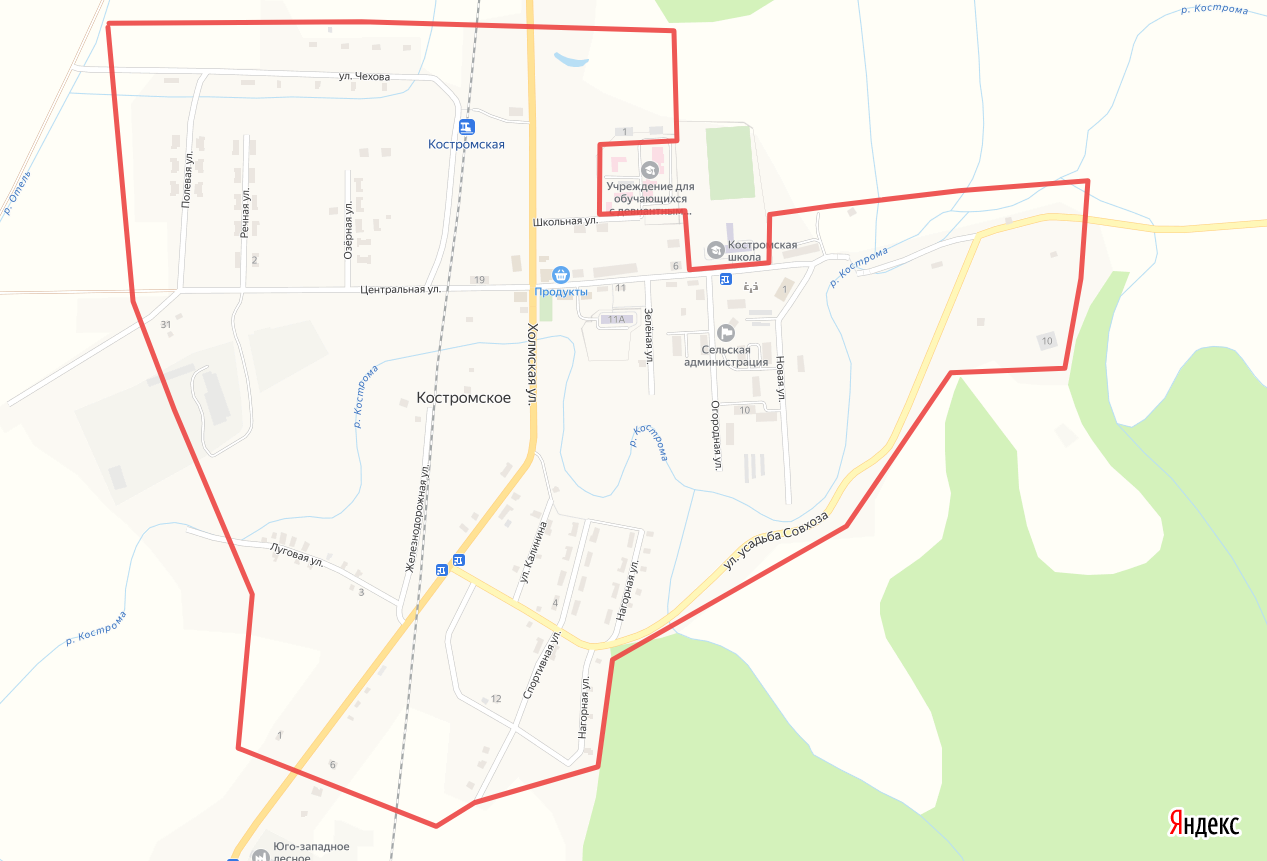 р. Кострома
ул. Чехова
Костромская
1
Учреждение для
обучающихся
с девиантным...
р. Отель
Полевая ул.
Речная ул.
Озёрная ул.
Школьная ул.
Костромская
школа
2
р. Кострома
6
19
Продукты
Центральная ул.
11
1
31
11А
Зелёная ул.
Холмская ул.
Сельская
администрация
10
Новая ул.
р. Кострома
Костромское
10
Огородная ул.
р. Кострома
Железнодорожная ул.
ул. усадьба Совхоза
Луговая ул.
ул. Калинина
3
4
Нагорная ул.
р. Кострома
Спортивная ул.
12
Нагорная ул.
1
6
Яндекс
Юго-западное
лесное